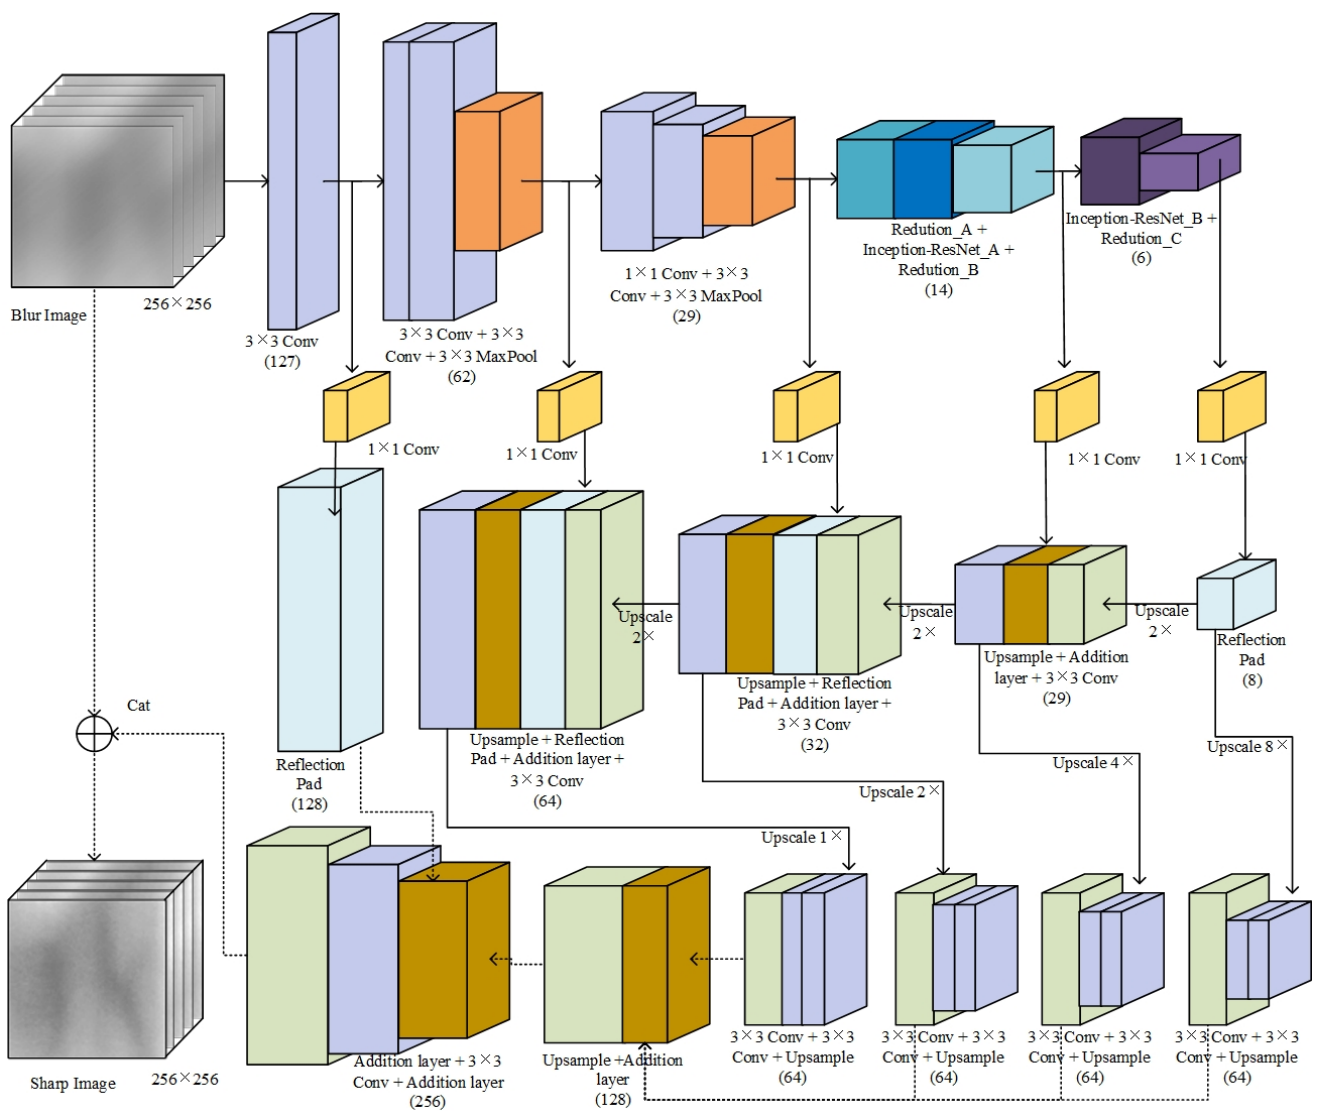 Blur Image
256×256
3×3 Conv
(127)
3×3 Conv + 3×3
Conv + 3×3 MaxPool
(62)
1×1 Conv + 3×3
Conv + 3×3 MaxPool
(29)
Redution_A +
Inception-ResNet_A +
Redution_B
(14)
Inception-ResNet_B +
Redution_C
(6)
1×1 Conv
1×1 Conv
1×1 Conv
1×1 Conv
1×1 Conv
Reflection
Pad
(128)
Upsample + Reflection
Pad + Addition layer +
3×3 Conv
(64)
Upscale
2×
Upsample + Reflection
Pad + Addition layer +
3×3 Conv
(32)
Upscale
2×
Upsample + Addition
layer + 3×3 Conv
(29)
Upscale
2×
Reflection
Pad
(8)
Cat
Upscale 1×
Upscale 2×
Upscale 4×
Upscale 8×
Sharp Image
256×256
Addition layer + 3×3
Conv + Addition layer
(256)
Upsample +Addition
layer
(128)
3×3 Conv + 3×3
Conv + Upsample
(64)
3×3 Conv + 3×3
Conv + Upsample
(64)
3×3 Conv + 3×3
Conv + Upsample
(64)
3×3 Conv + 3×3
Conv + Upsample
(64)